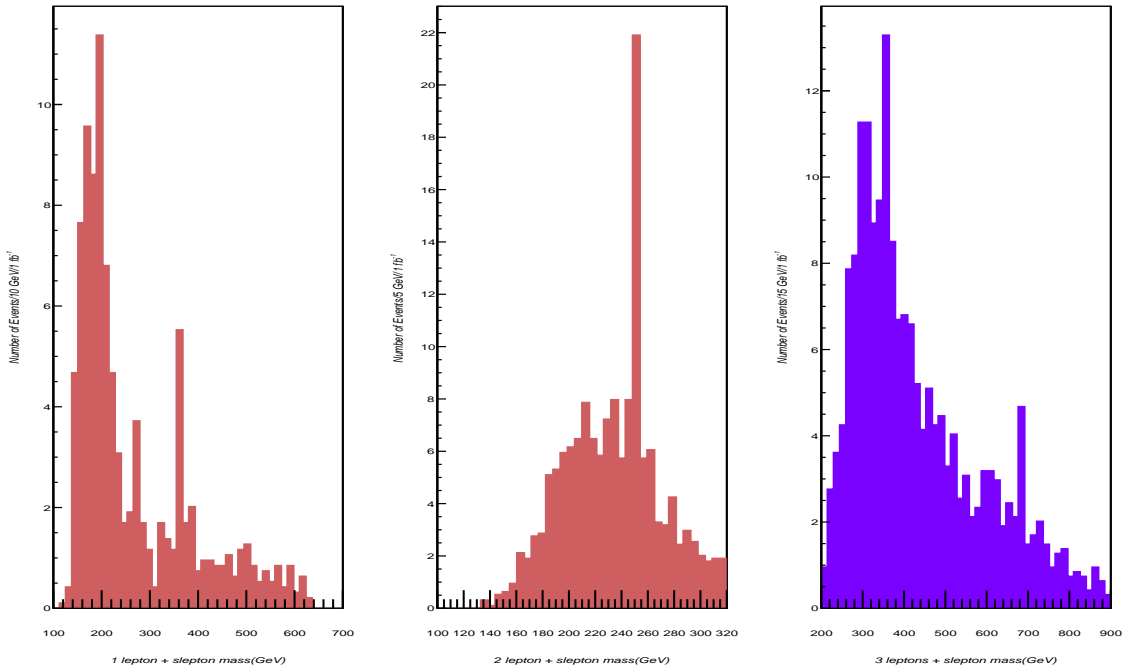 Number of Events/10 GeV/1 fb⁻¹
10
8
6
4
2
0
100 200 300 400 500 600 700
1 lepton + slepton mass(GeV)
Number of Events/5 GeV/1 fb⁻¹
22
20
18
16
14
12
10
8
6
4
2
0
100 120 140 160 180 200 220 240 260 280 300 320
2 lepton + slepton mass(GeV)
Number of Events/15 GeV/1 fb⁻¹
12
10
8
6
4
2
0
200 300 400 500 600 700 800 900
3 leptons + slepton mass(GeV)